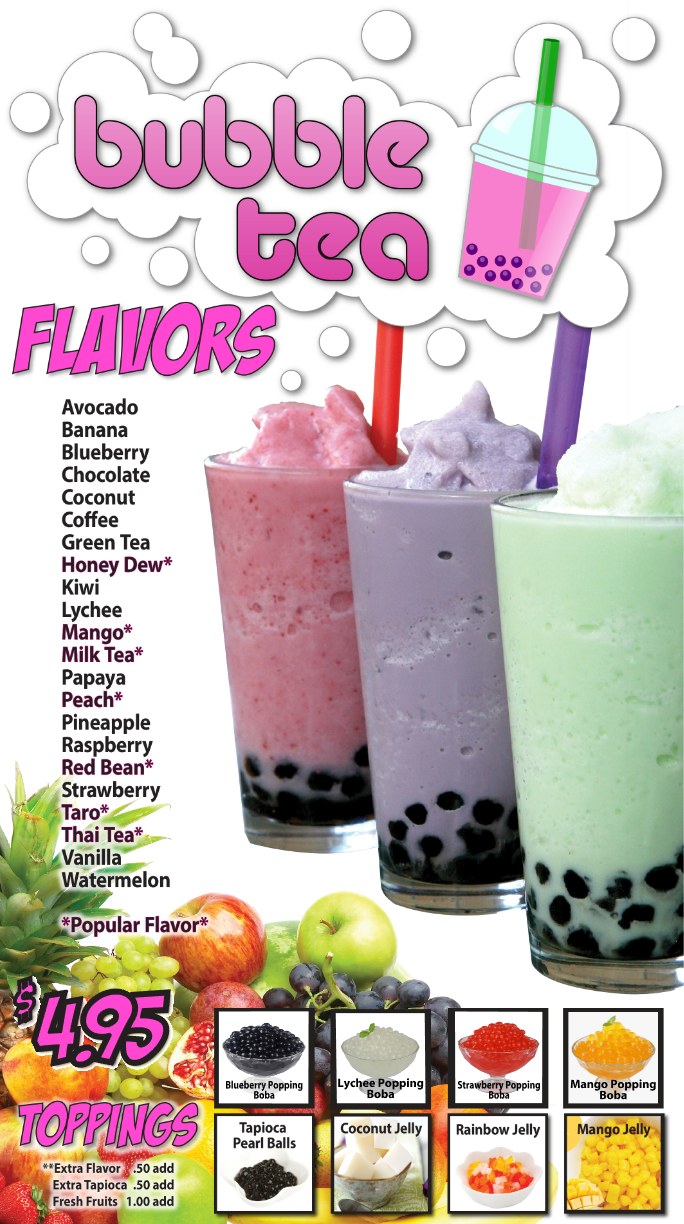 bubble
tea
FLAVORS
Avocado
Banana
Blueberry
Chocolate
Coconut
Coffee
Green Tea
Honey Dew*
Kiwi
Lychee
Mango*
Milk Tea*
Papaya
Peach*
Pineapple
Raspberry
Red Bean*
Strawberry
Taro*
Thai Tea*
Vanilla
Watermelon
*Popular Flavor*
$4.95
TOPPINGS
**Extra Flavor .50 add
Extra Tapioca .50 add
Fresh Fruits 1.00 add
Blueberry Popping
Boba
Lychee Popping
Boba
Strawberry Popping
Boba
Mango Popping
Boba
Tapioca
Pearl Balls
Coconut Jelly
Rainbow Jelly
Mango Jelly